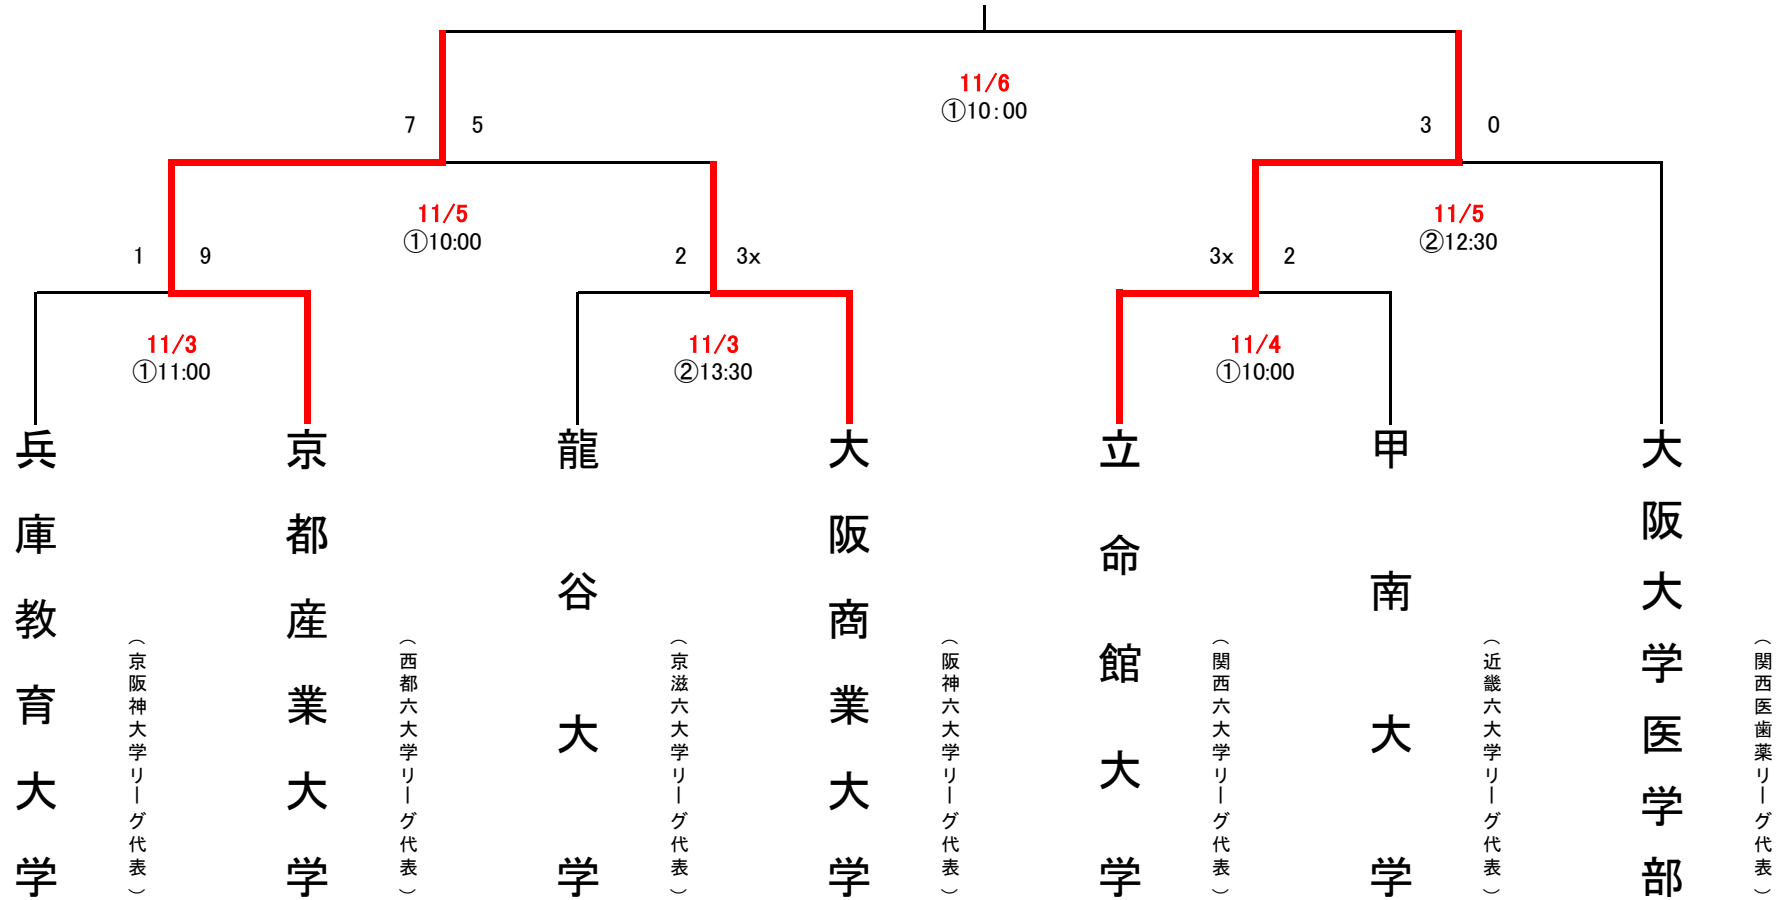 11/6
①10:00
7 5
3 0
11/5
①10:00
11/5
②12:30
1 9
2 3x
3x 2
11/3
①11:00
11/3
②13:30
11/4
①10:00
兵庫教育大学
(京阪神大学リーグ代表)
京都産業大学
(西都六大学リーグ代表)
龍谷大学
(京滋六大学リーグ代表)
大阪商業大学
(阪神六大学リーグ代表)
立命館大学
(関西六大学リーグ代表)
甲南大学
(近畿六大学リーグ代表)
大阪大学医学部
(関西医歯薬リーグ代表)